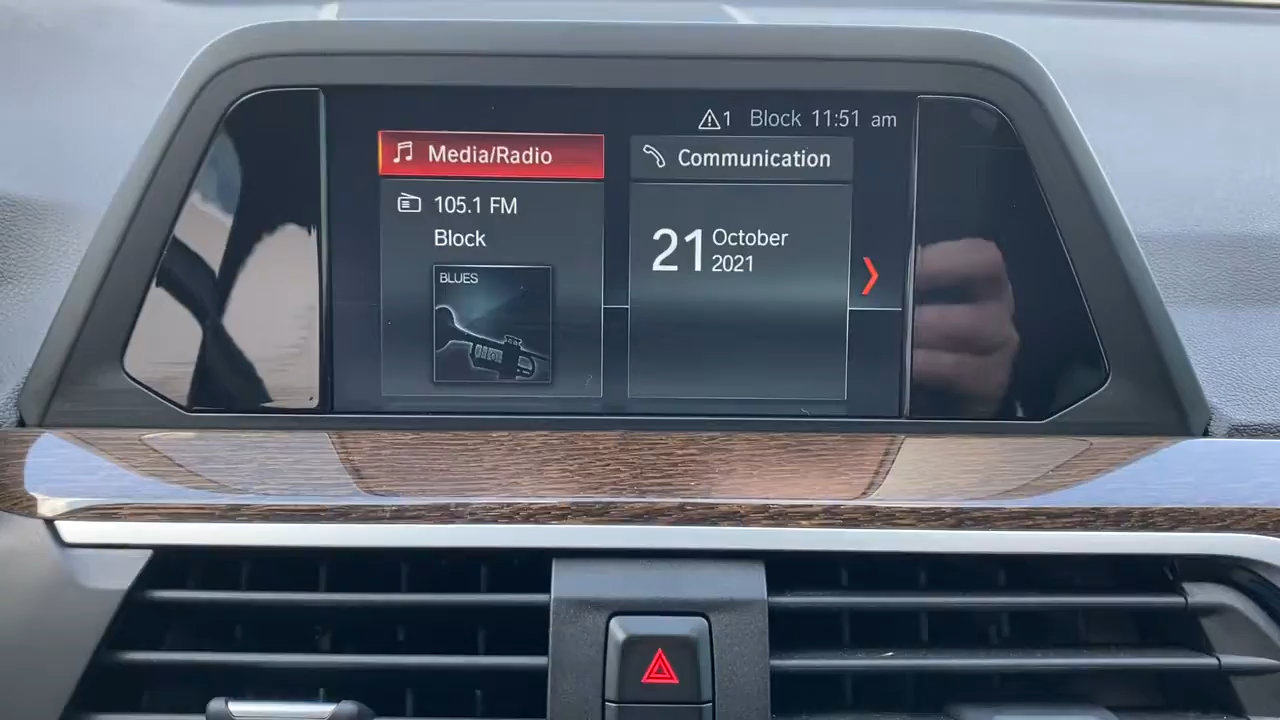 1 Block 11:51 am
Media/Radio
105.1 FM
Block
BLUES
Communication
21 October
2021